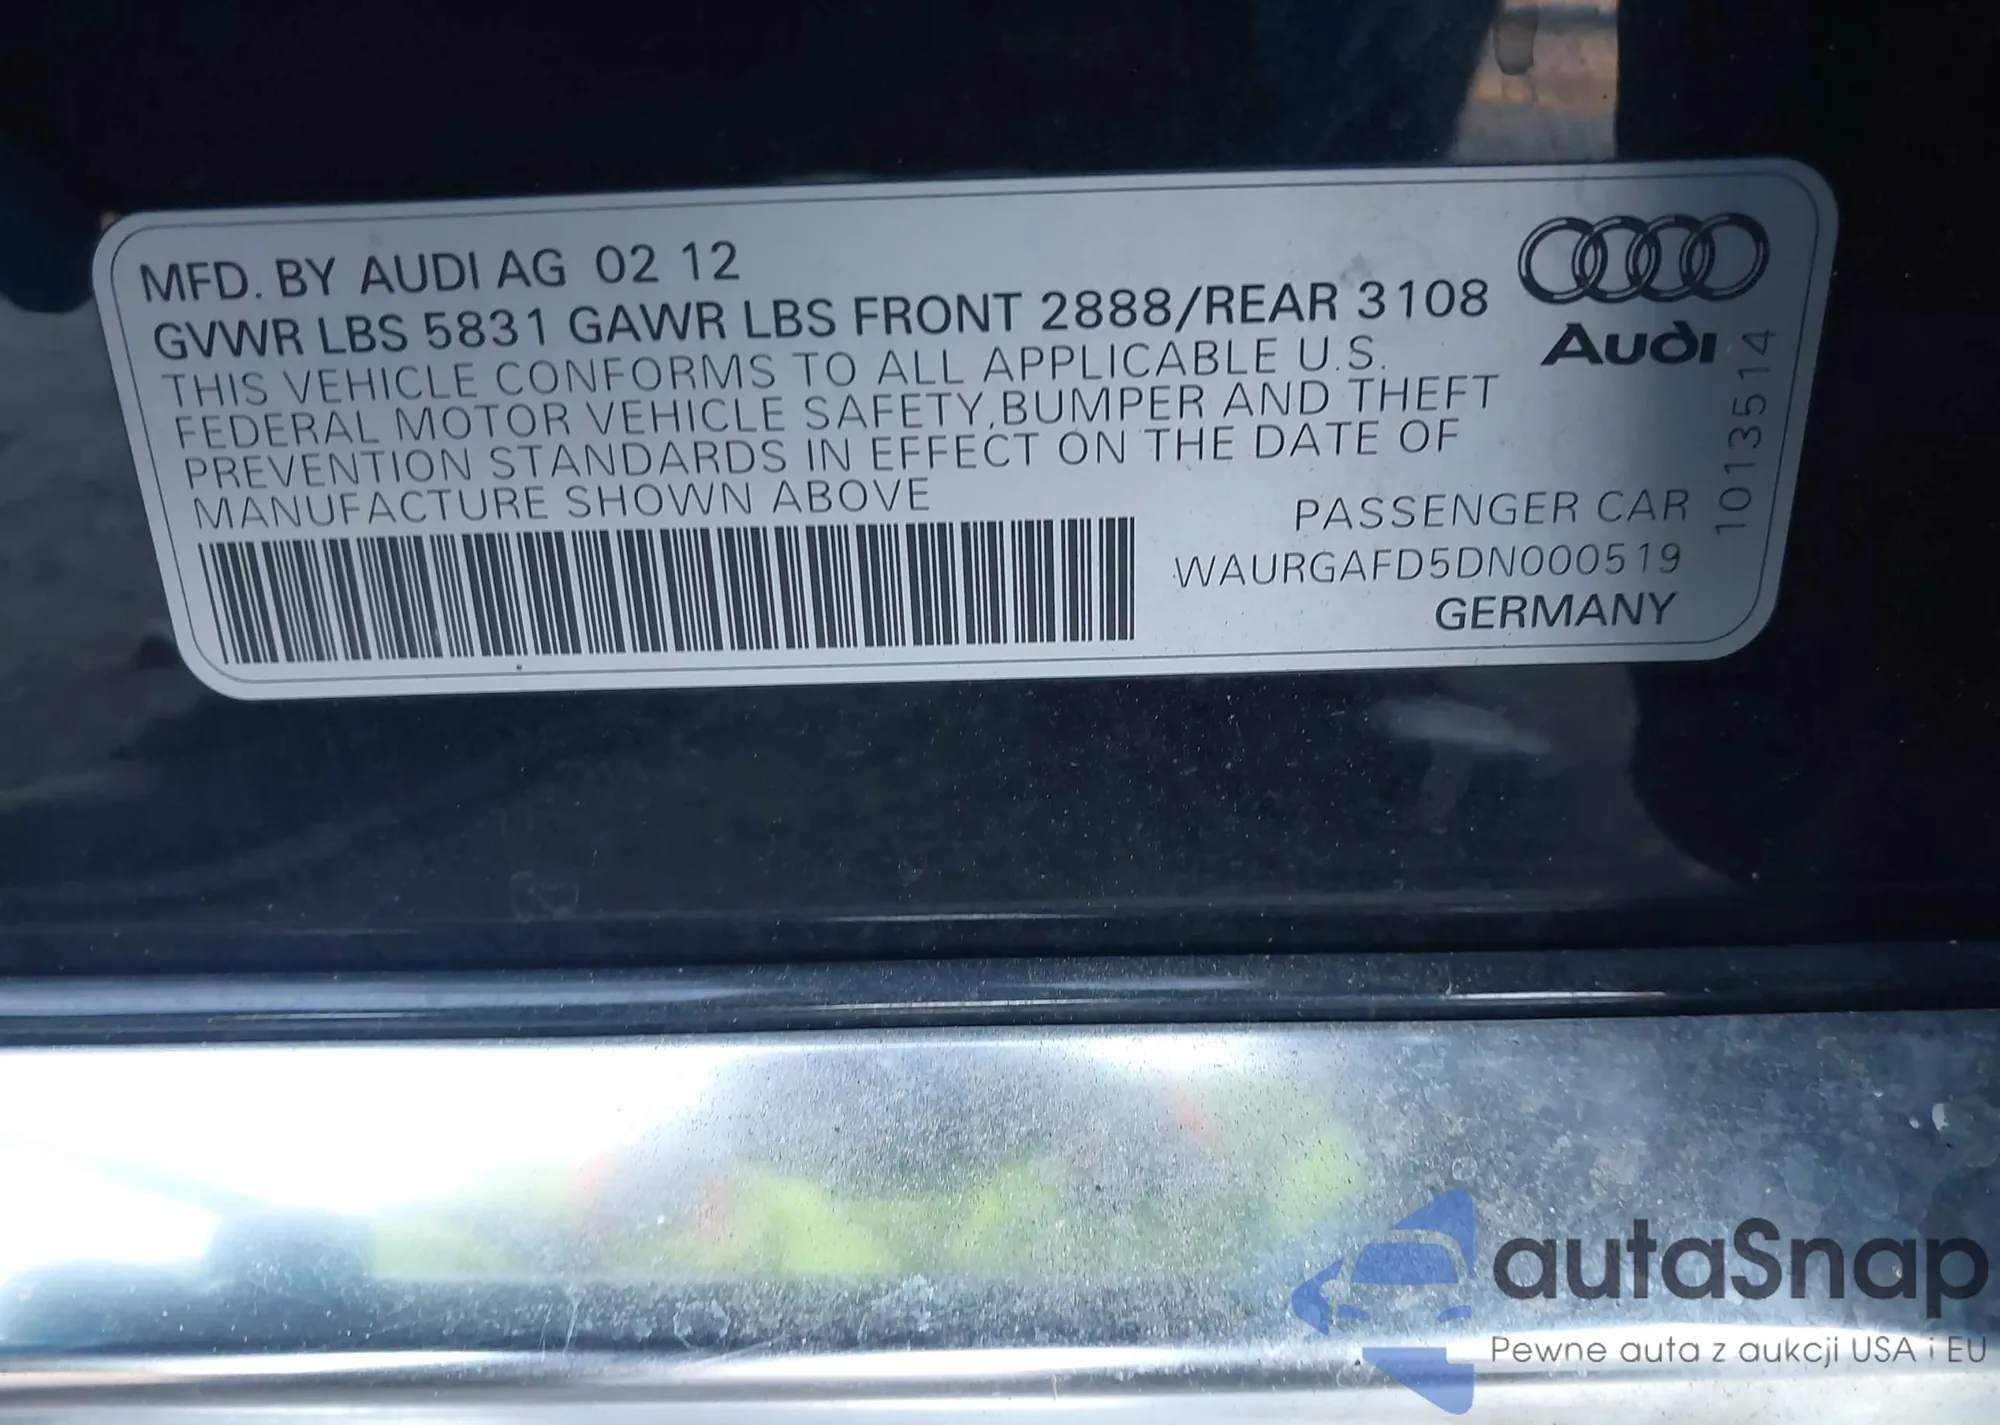 MFD. BY AUDI AG 02 12
GVWR LBS 5831 GAWR LBS FRONT 2888/REAR 3108
THIS VEHICLE CONFORMS TO ALL APPLICABLE U.S.
FEDERAL MOTOR VEHICLE SAFETY,BUMPER AND THEFT
PREVENTION STANDARDS IN EFFECT ON THE DATE OF
MANUFACTURE SHOWN ABOVE
Audi
1013514
PASSENGER CAR
WAURGAFD5DN000519
GERMANY
autaSnap
Pewne auta z aukcji USA i EU